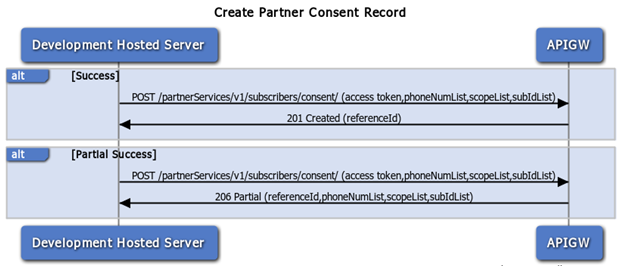 Create Partner Consent Record
Development Hosted Server APIGW
alt [Success]
POST /partnerServices/v1/subscribers/consent/ (access token,phoneNumList,scopeList,subIdList)
201 Created (referenceId)
alt [Partial Success]
POST /partnerServices/v1/subscribers/consent/ (access token,phoneNumList,scopeList,subIdList)
206 Partial (referenceId,phoneNumList,scopeList,subIdList)
Development Hosted Server APIGW